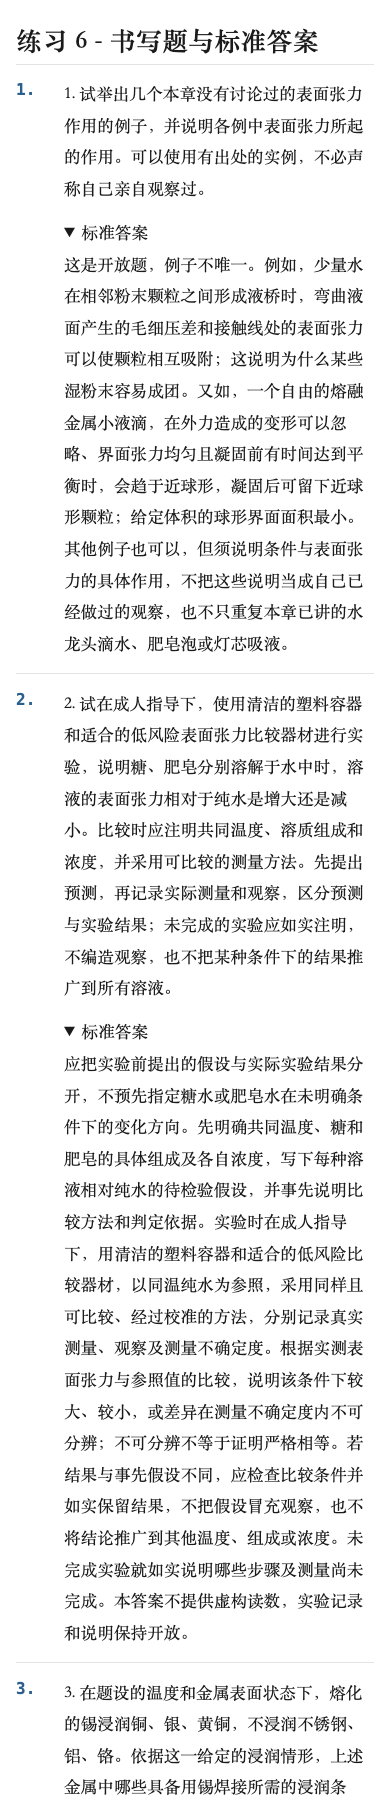 练习 6 - 书写题与标准答案
1.
1. 试举出几个本章没有讨论过的表面张力
作用的例子，并说明各例中表面张力所起
的作用。可以使用有出处的实例，不必声
称自己亲自观察过。
▼ 标准答案
这是开放题，例子不唯一。例如，少量水
在相邻粉末颗粒之间形成液桥时，弯曲液
面产生的毛细压差和接触线处的表面张力
可以使颗粒相互吸附；这说明为什么某些
湿粉末容易成团。又如，一个自由的熔融
金属小液滴，在外力造成的变形可以忽
略、界面张力均匀且凝固前有时间达到平
衡时，会趋于近球形，凝固后可留下近球
形颗粒；给定体积的球形界面面积最小。
其他例子也可以，但须说明条件与表面张
力的具体作用，不把这些说明当成自己已
经做过的观察，也不只重复本章已讲的水
龙头滴水、肥皂泡或灯芯吸液。
2.
2. 试在成人指导下，使用清洁的塑料容器
和适合的低风险表面张力比较器材进行实
验，说明糖、肥皂分别溶解于水中时，溶
液的表面张力相对于纯水是增大还是减
小。比较时应注明共同温度、溶质组成和
浓度，并采用可比较的测量方法。先提出
预测，再记录实际测量和观察，区分预测
与实验结果；未完成的实验应如实注明，
不编造观察，也不把某种条件下的结果推
广到所有溶液。
▼ 标准答案
应把实验前提出的假设与实际实验结果分
开，不预先指定糖水或肥皂水在未明确条
件下的变化方向。先明确共同温度、糖和
肥皂的具体组成及各自浓度，写下每种溶
液相对纯水的待检验假设，并事先说明比
较方法和判定依据。实验时在成人指导
下，用清洁的塑料容器和适合的低风险比
较器材，以同温纯水为参照，采用同样且
可比较、经过校准的方法，分别记录真实
测量、观察及测量不确定度。根据实测表
面张力与参照值的比较，说明该条件下较
大、较小，或差异在测量不确定度内不可
分辨；不可分辨不等于证明严格相等。若
结果与事先假设不同，应检查比较条件并
如实保留结果，不把假设冒充观察，也不
将结论推广到其他温度、组成或浓度。未
完成实验就如实说明哪些步骤及测量尚未
完成。本答案不提供虚构读数，实验记录
和说明保持开放。
3.
3. 在题设的温度和金属表面状态下，熔化
的锡浸润铜、银、黄铜，不浸润不锈钢、
铝、铬。依据这一给定的浸润情形，上述
金属中哪些具备用锡焊接所需的浸润条